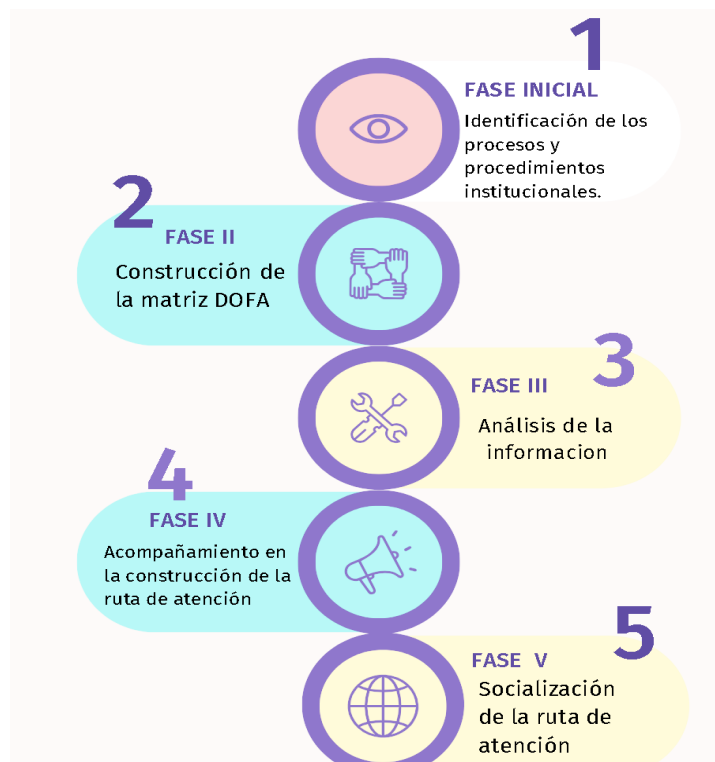 1
FASE INICIAL
Identificación de los
procesos y
procedimientos
institucionales.
2
FASE II
Construcción de
la matriz DOFA
3
FASE III
Análisis de la
informacion
4
FASE IV
Acompañamiento en
la construcción de la
ruta de atención
5
FASE V
Socialización
de la ruta de
atención